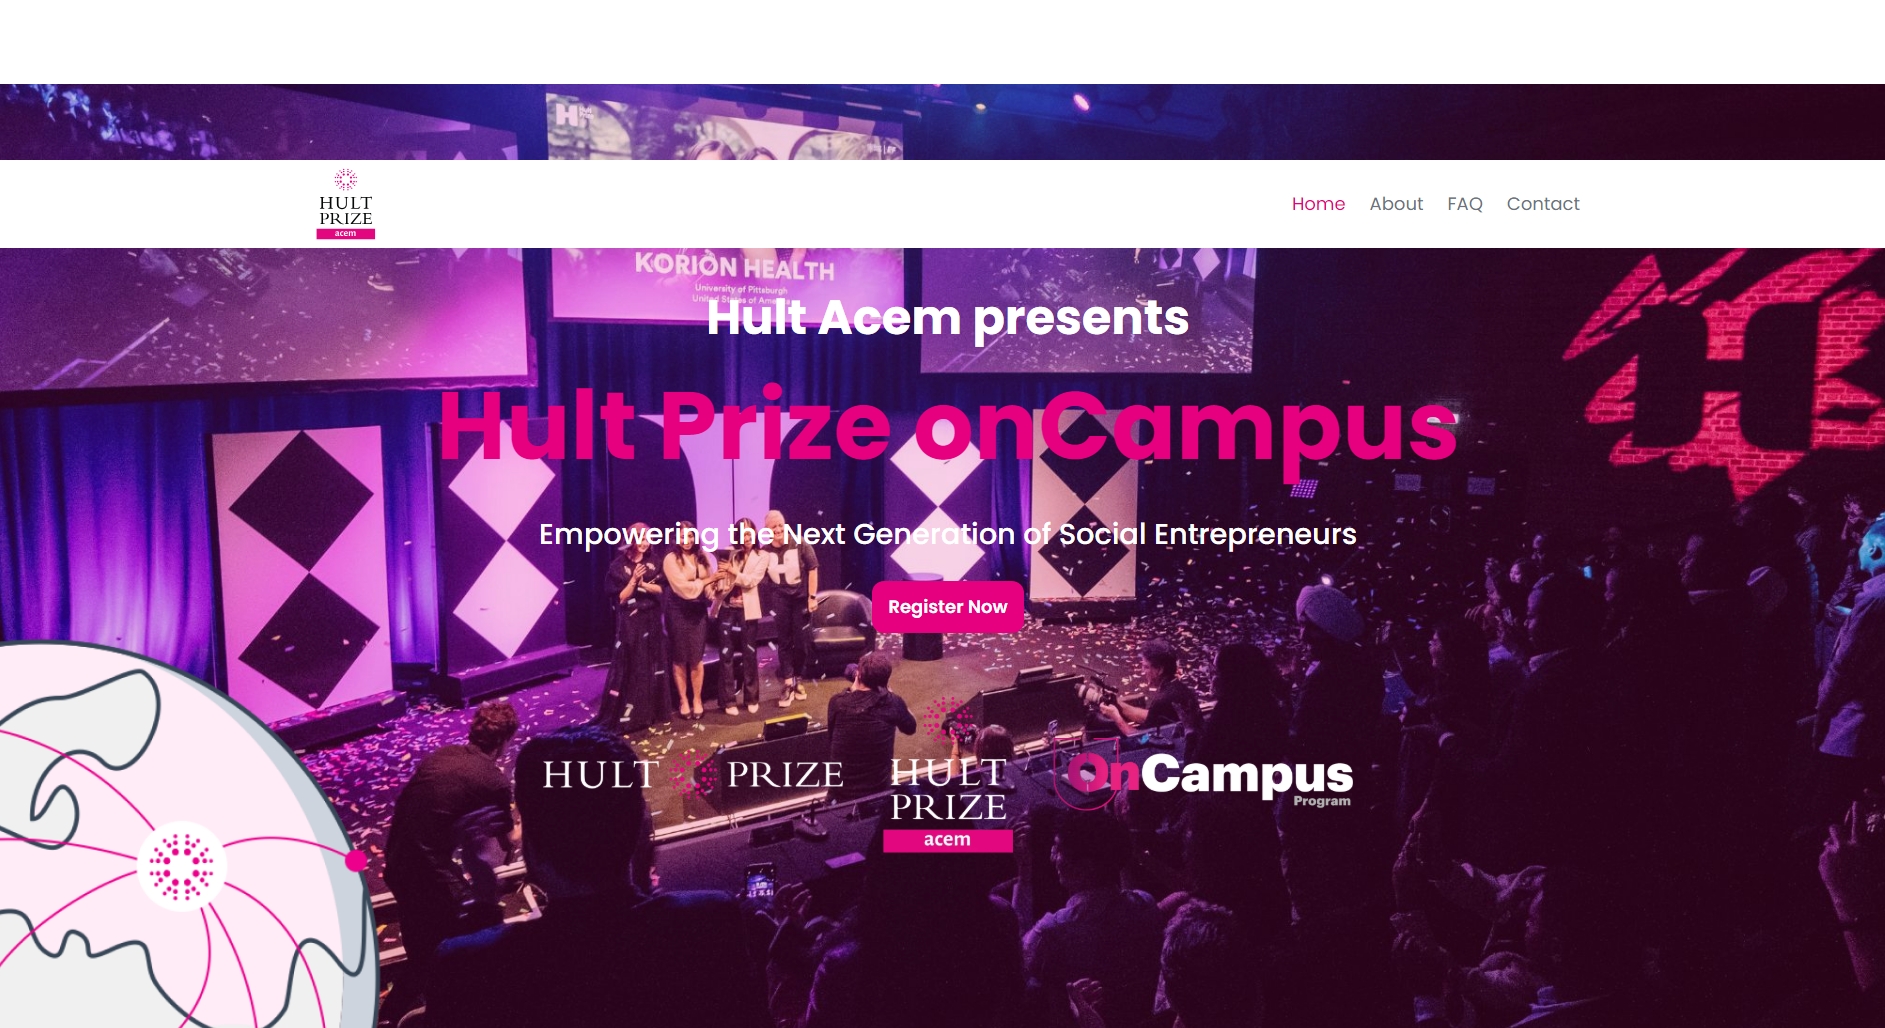 HULT
PRIZE
acem
Home About FAQ Contact
KORION HEALTH
University of Pittsburgh
United States of America
Hult Acem presents
Hult Prize onCampus
Empowering the Next Generation of Social Entrepreneurs
Register Now
HULT PRIZE
HULT
PRIZE
acem
OnCampus
Program